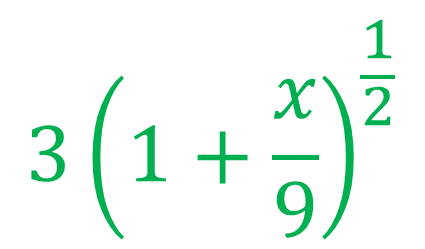 3(1 + x/9)^(1/2)